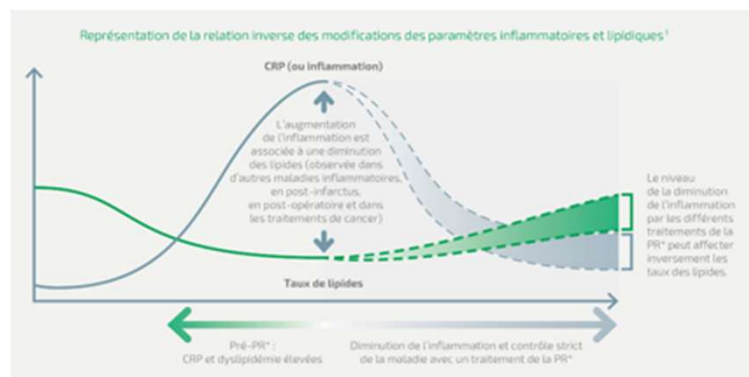 Représentation de la relation inverse des modifications des paramètres inflammatoires et lipidiques¹
CRP (ou inflammation)
L'augmentation
de l'inflammation est
associée à une diminution
des lipides (observée dans
d'autres maladies inflammatoires,
en post-infarctus,
en post-opératoire et dans
les traitements de cancer)
Taux de lipides
Le niveau
de la diminution
de l'inflammation
par les différents
traitements de la
PR* peut affecter
inversement les
taux des lipides.
Pré-PR* :
CRP et dyslipidémie élevées
Diminution de l'inflammation et contrôle strict
de la maladie avec un traitement de la PR*